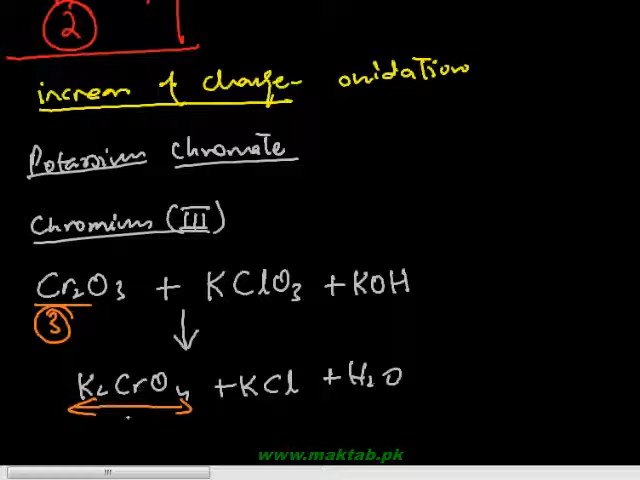 2
increase of charge - oxidation
Potassium chromate
Chromium (III)
Cr₂O₃ + KClO₃ + KOH
3
↓
K₂CrO₄ + KCl + H₂O
www.maktab.pk